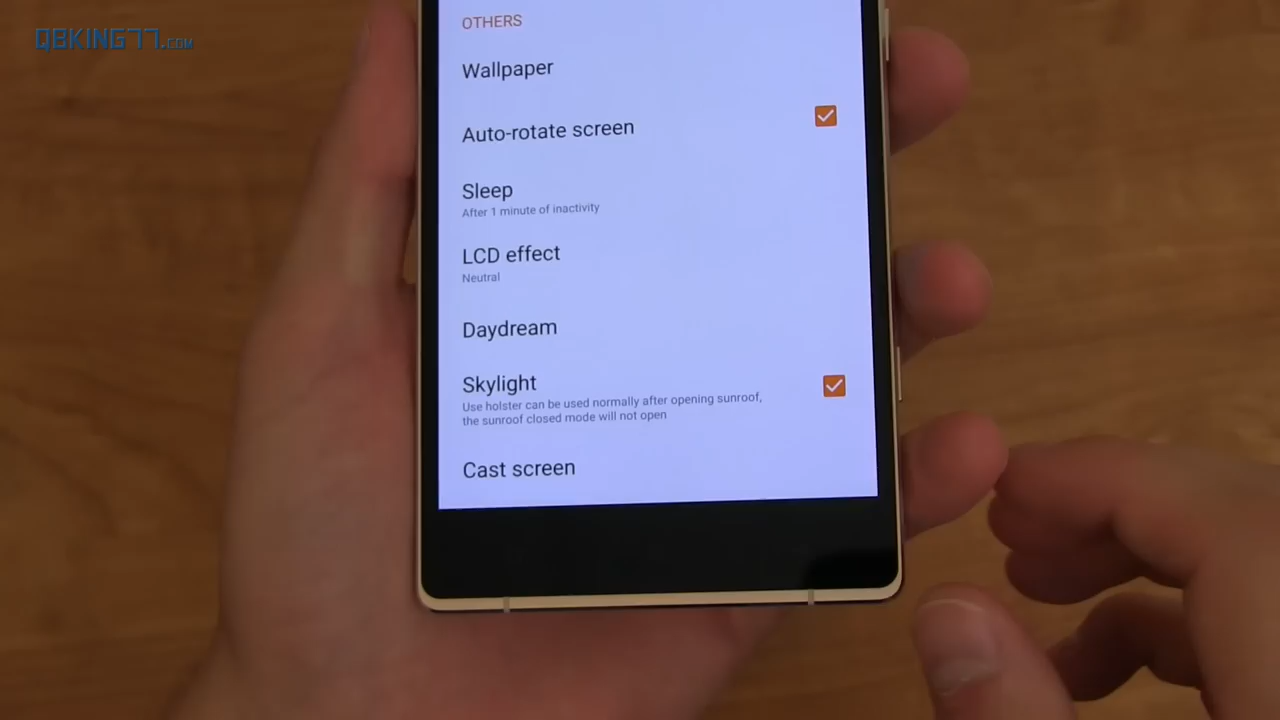 QBKING77.COM
OTHERS
Wallpaper
Auto-rotate screen
Sleep
After 1 minute of inactivity
LCD effect
Neutral
Daydream
Skylight
Use holster can be used normally after opening sunroof,
the sunroof closed mode will not open
Cast screen